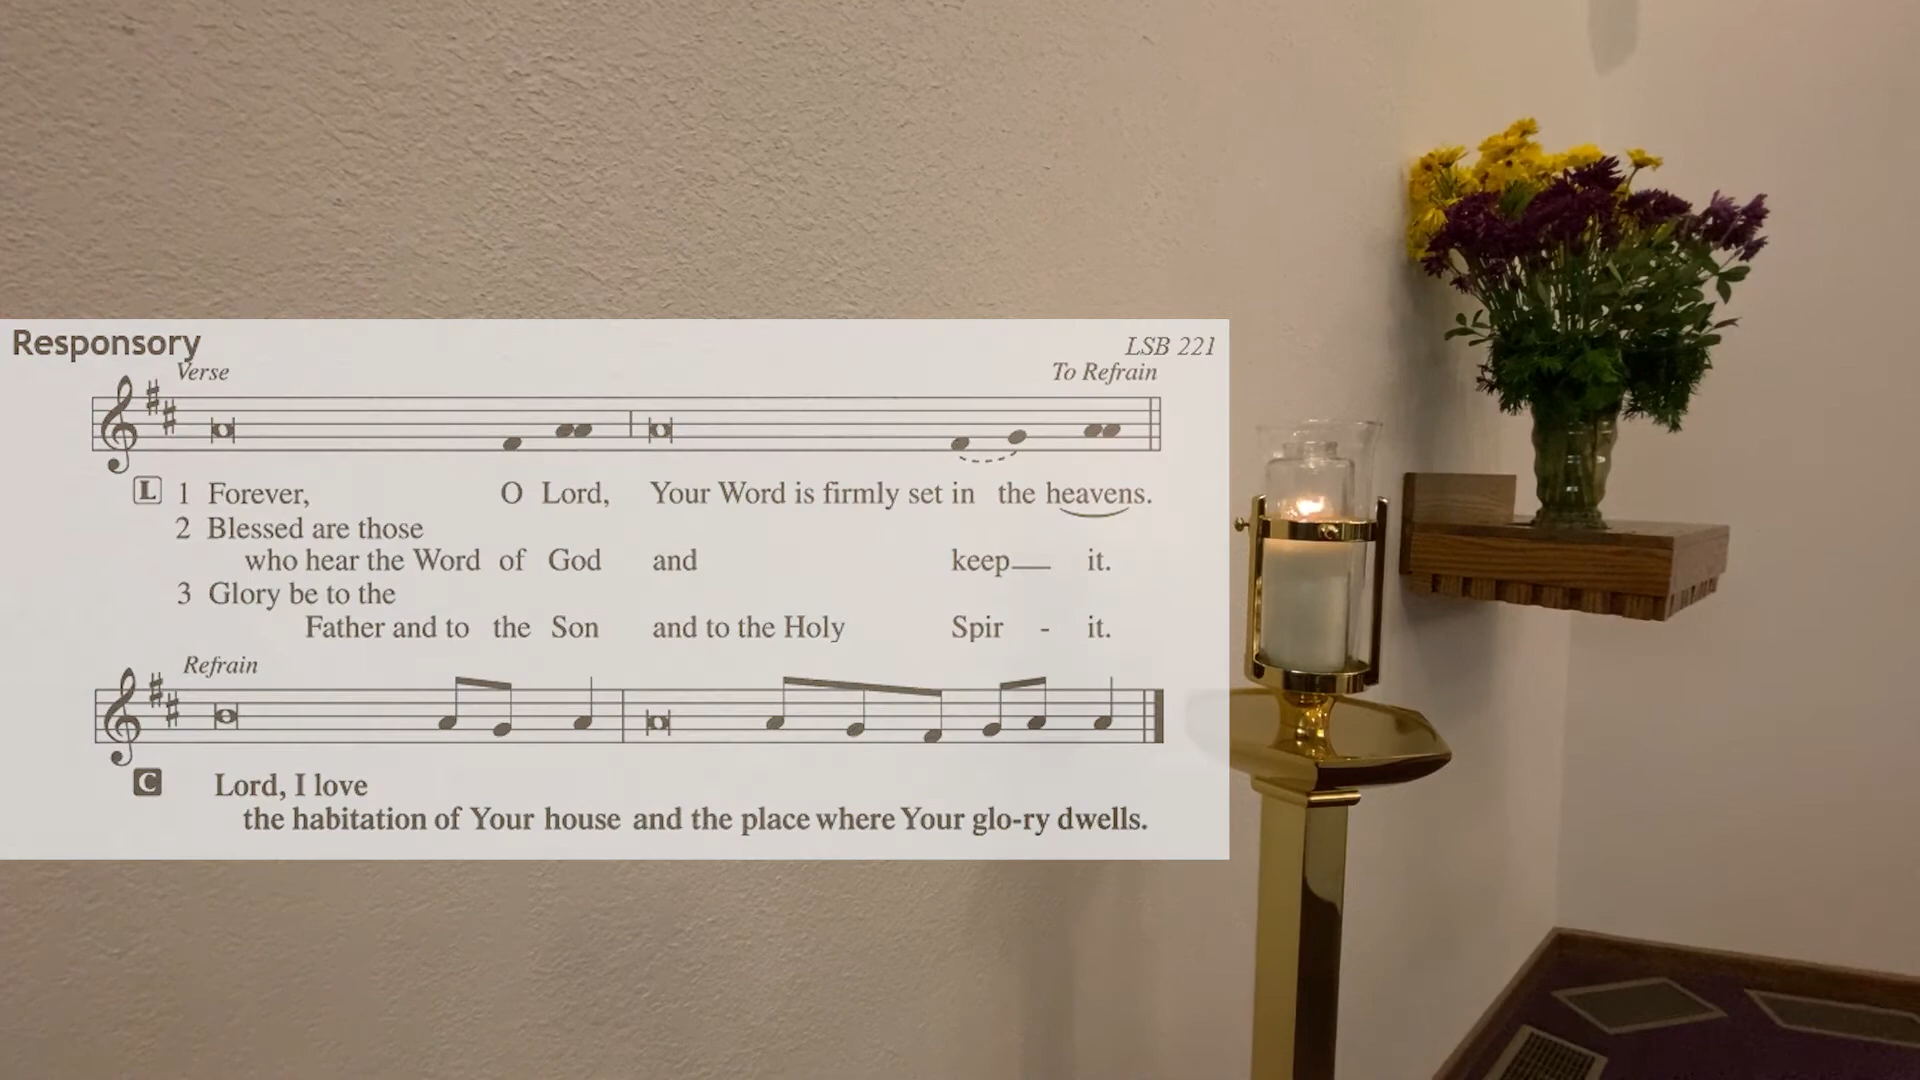 Responsory
LSB 221
Verse
To Refrain
L 1 Forever, O Lord, Your Word is firmly set in the heavens.
2 Blessed are those
who hear the Word of God and keep it.
3 Glory be to the
Father and to the Son and to the Holy Spir - it.
Refrain
C Lord, I love
the habitation of Your house and the place where Your glo-ry dwells.